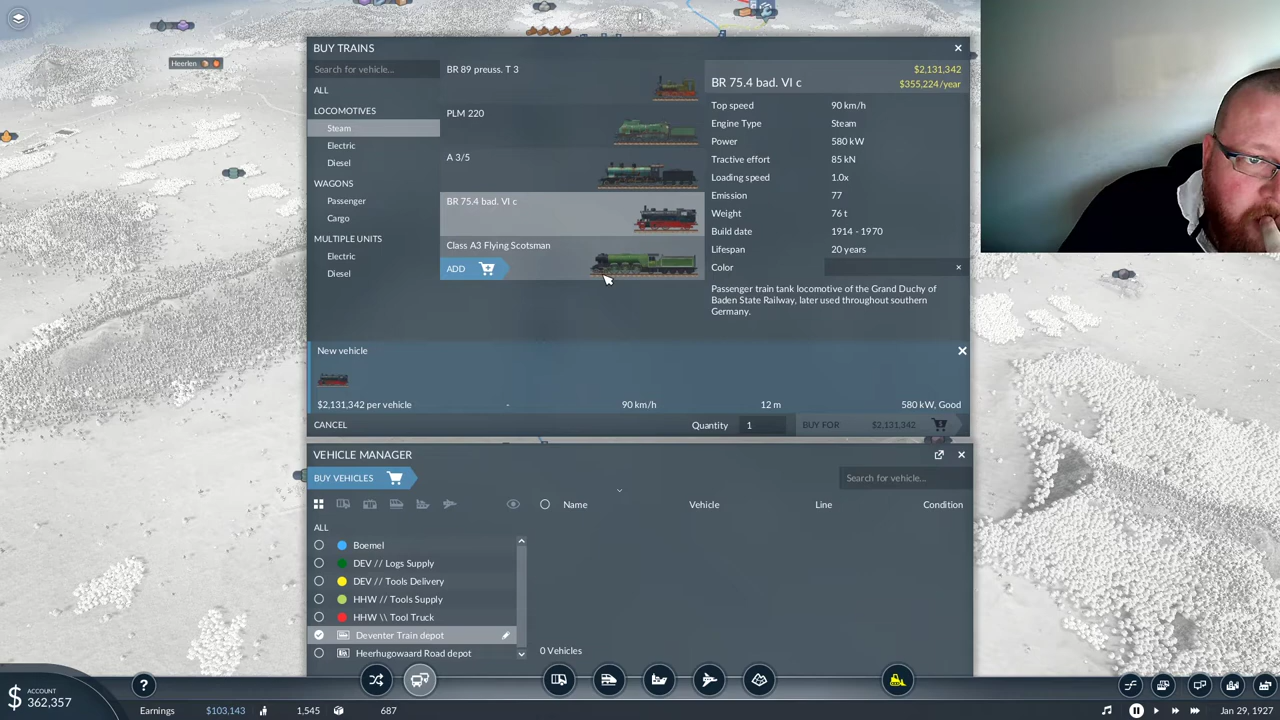 Heerlen
BUY TRAINS
Search for vehicle...
ALL
LOCOMOTIVES
Steam
Electric
Diesel
WAGONS
Passenger
Cargo
MULTIPLE UNITS
Electric
Diesel
BR 89 preuss. T 3
PLM 220
A 3/5
BR 75.4 bad. VI c
Class A3 Flying Scotsman
ADD
BR 75.4 bad. VI c
$2,131,342
$355,224/year
Top speed 90 km/h
Engine Type Steam
Power 580 kW
Tractive effort 85 kN
Loading speed 1.0x
Emission 77
Weight 76 t
Build date 1914 - 1970
Lifespan 20 years
Color
Passenger train tank locomotive of the Grand Duchy of
Baden State Railway, later used throughout southern
Germany.
New vehicle
$2,131,342 per vehicle - 90 km/h 12 m 580 kW, Good
CANCEL Quantity 1 BUY FOR $2,131,342
VEHICLE MANAGER
BUY VEHICLES
Search for vehicle...
Name Vehicle Line Condition
ALL
Boemel
DEV // Logs Supply
DEV // Tools Delivery
HHW // Tools Supply
HHW \\ Tool Truck
Deventer Train depot
Heerhugowaard Road depot
0 Vehicles
$ ACCOUNT
362,357
?
Earnings $103,143 1,545 687
Jan 29, 1927